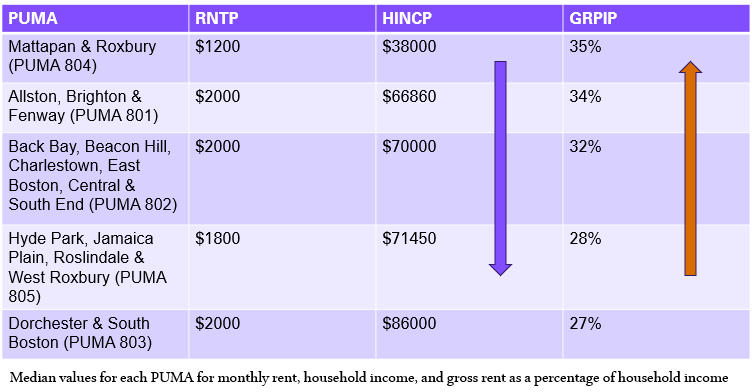 PUMA RNTP HINCP GRPIP
Mattapan & Roxbury $1200 $38000 35%
(PUMA 804)
Allston, Brighton & $2000 $66860 34%
Fenway (PUMA 801)
Back Bay, Beacon Hill, $2000 $70000 32%
Charlestown, East
Boston, Central &
South End (PUMA 802)
Hyde Park, Jamaica $1800 $71450 28%
Plain, Roslindale &
West Roxbury (PUMA
805)
Dorchester & South $2000 $86000 27%
Boston (PUMA 803)
Median values for each PUMA for monthly rent, household income, and gross rent as a percentage of household income